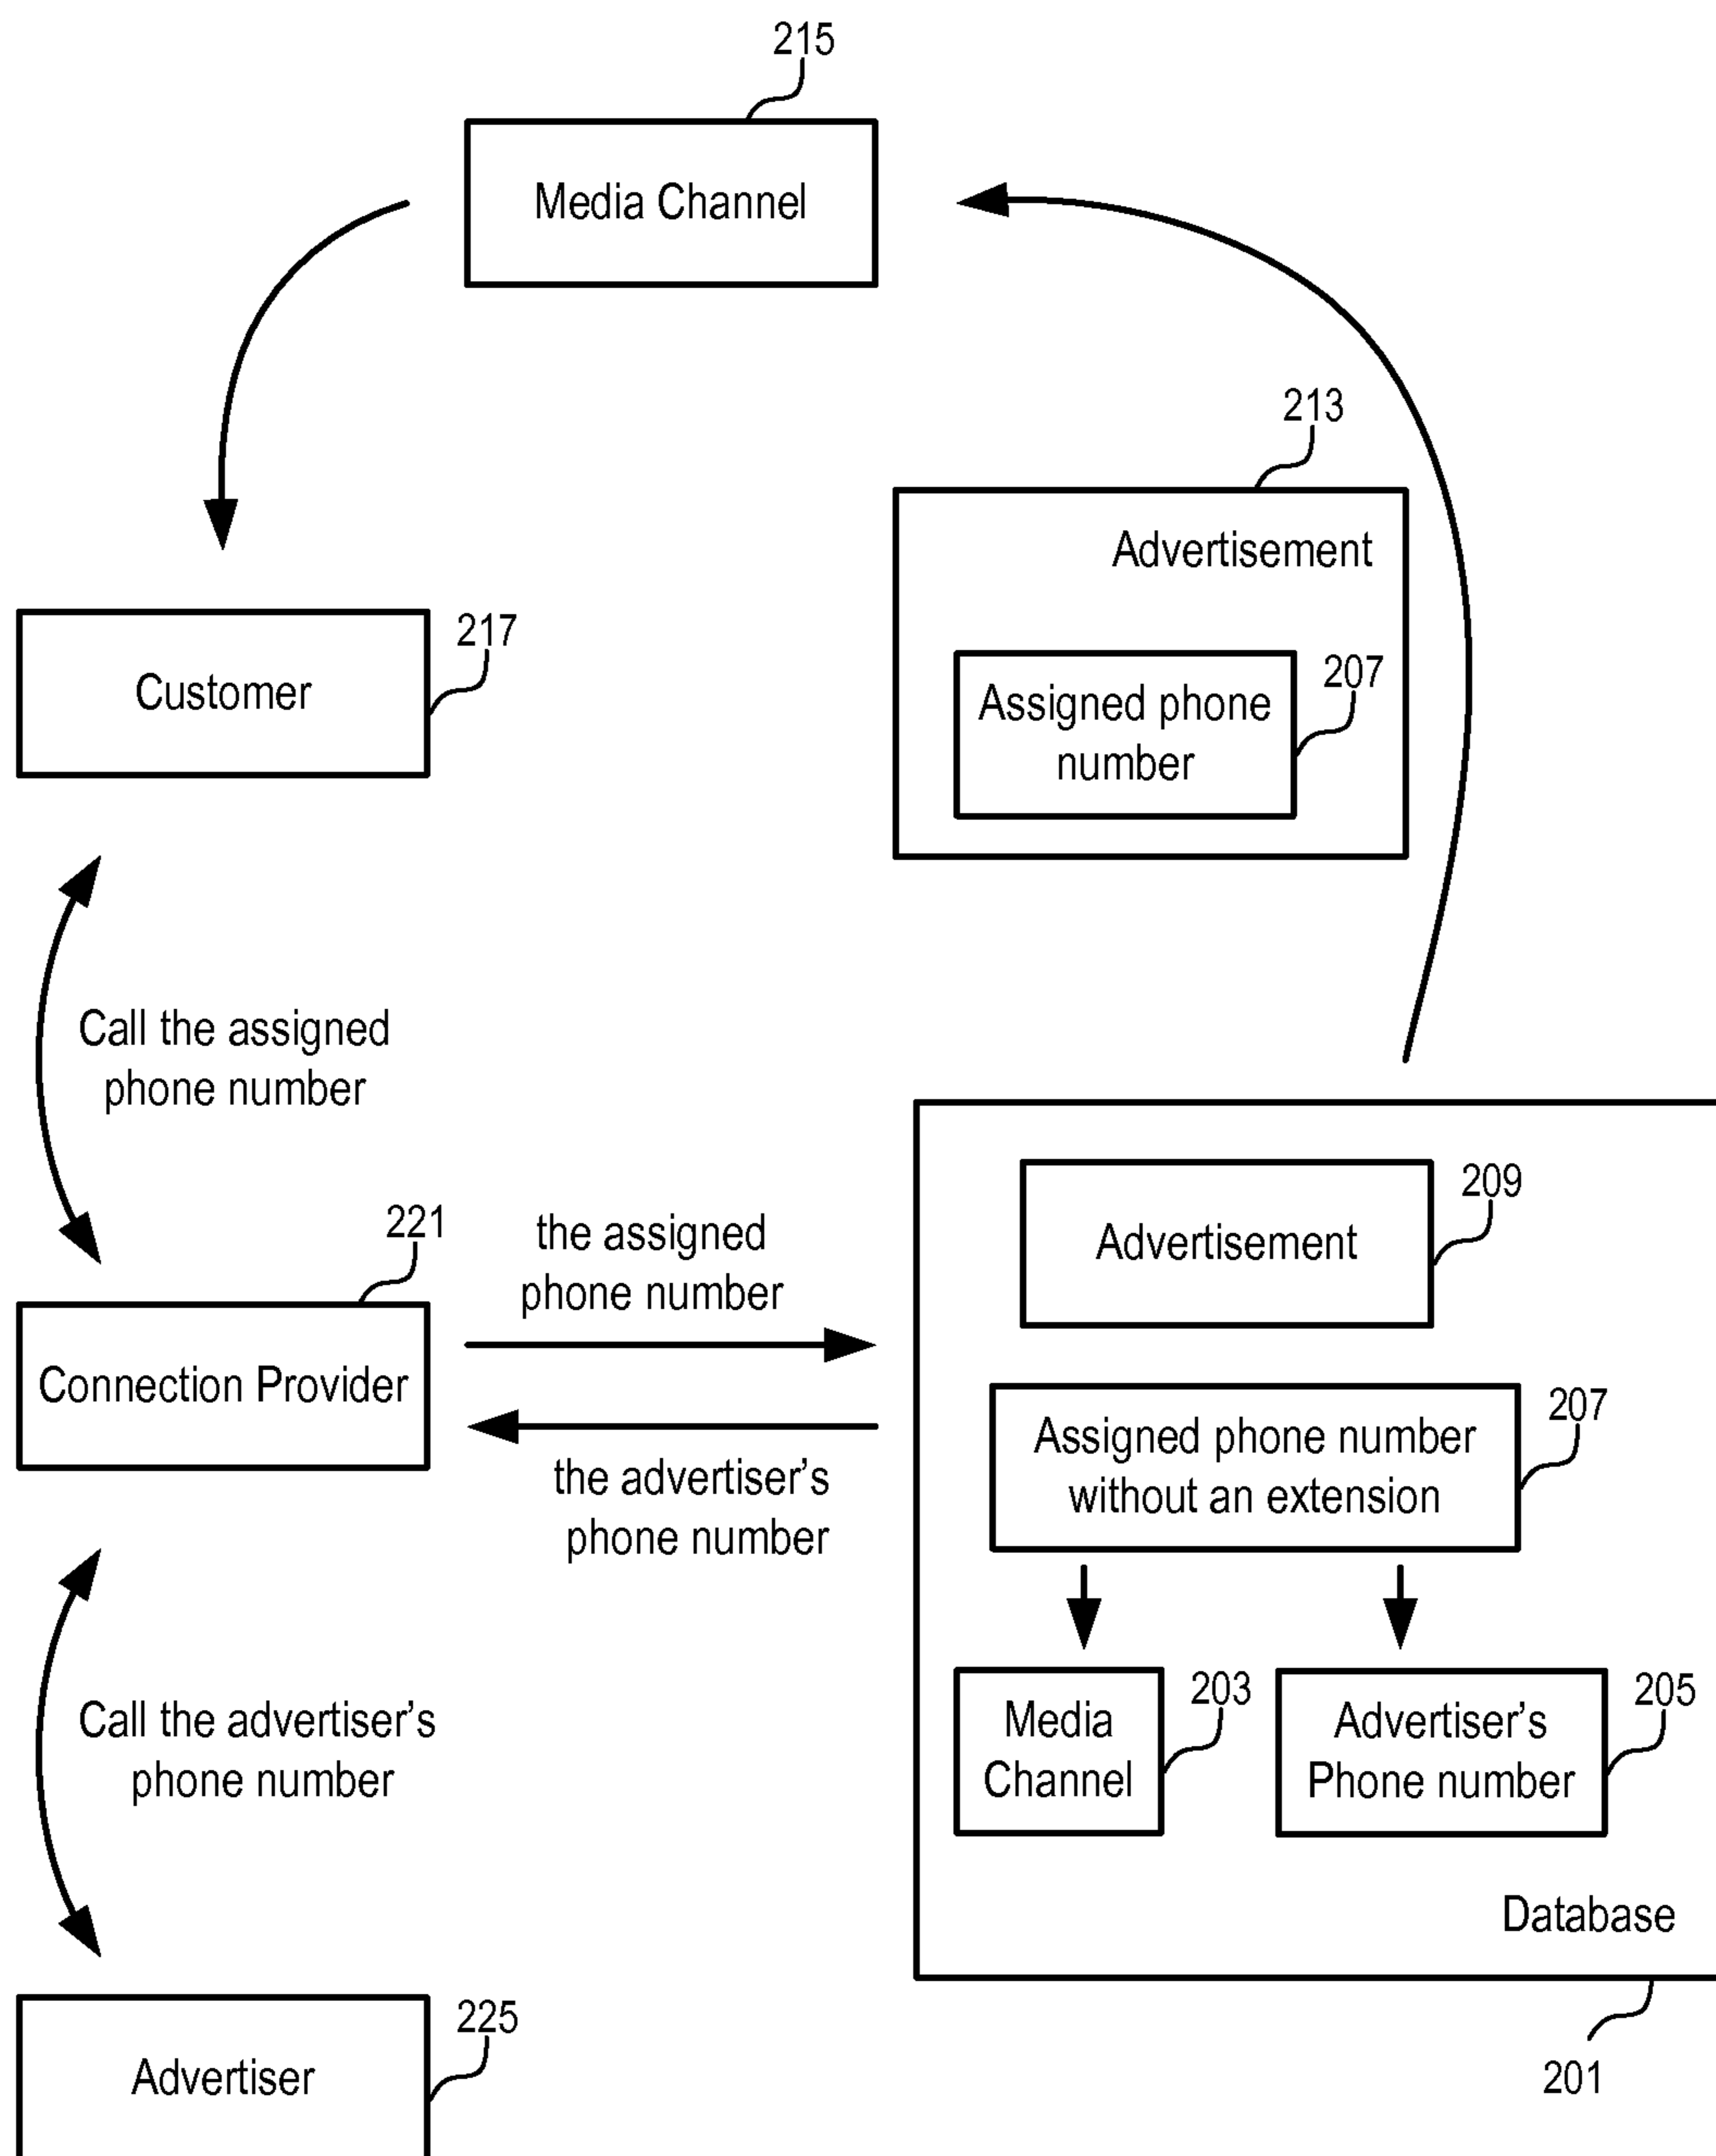 215
Media Channel
213
Advertisement
207
Assigned phone
number
217
Customer
Call the assigned
phone number
221
Connection Provider
the assigned
phone number
the advertiser's
phone number
209
Advertisement
207
Assigned phone number
without an extension
203
Media
Channel
205
Advertiser's
Phone number
Database
201
Call the advertiser's
phone number
225
Advertiser